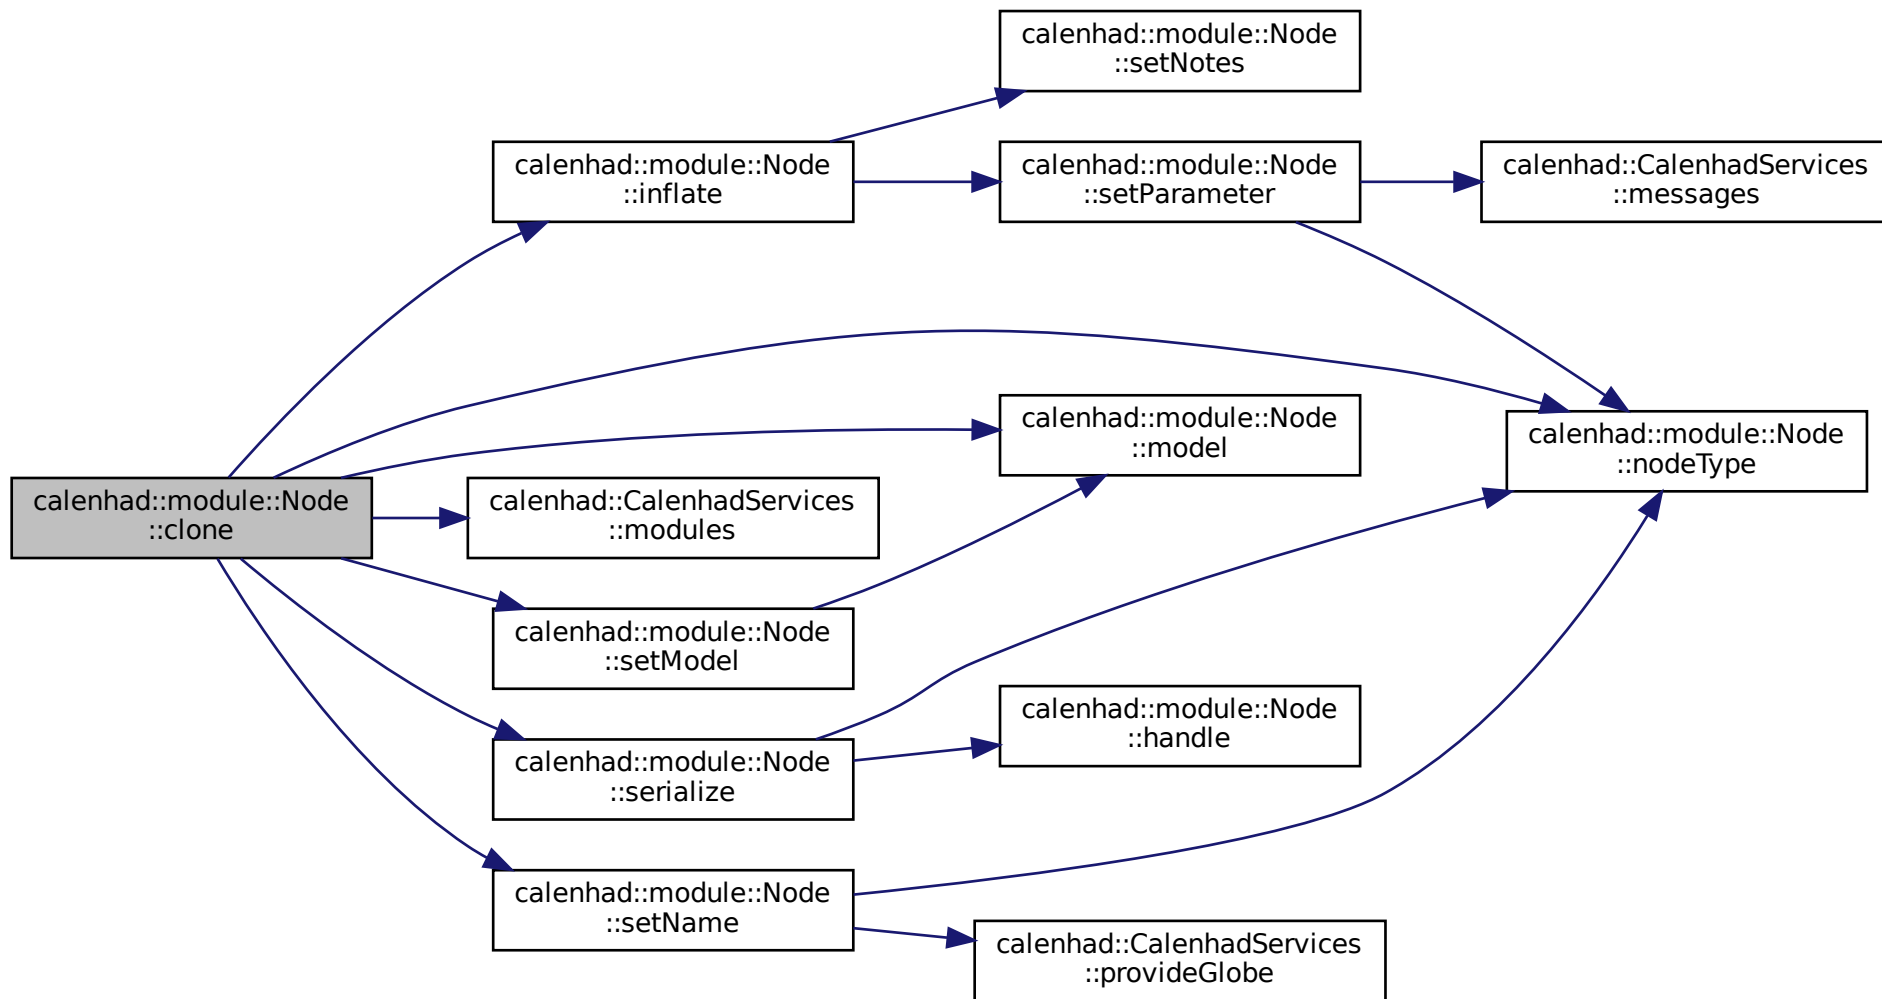 calenhad::module::Node
::setNotes
calenhad::module::Node
::inflate
calenhad::module::Node
::setParameter
calenhad::CalenhadServices
::messages
calenhad::module::Node
::model
calenhad::module::Node
::nodeType
calenhad::module::Node
::clone
calenhad::CalenhadServices
::modules
calenhad::module::Node
::setModel
calenhad::module::Node
::handle
calenhad::module::Node
::serialize
calenhad::module::Node
::setName
calenhad::CalenhadServices
::provideGlobe